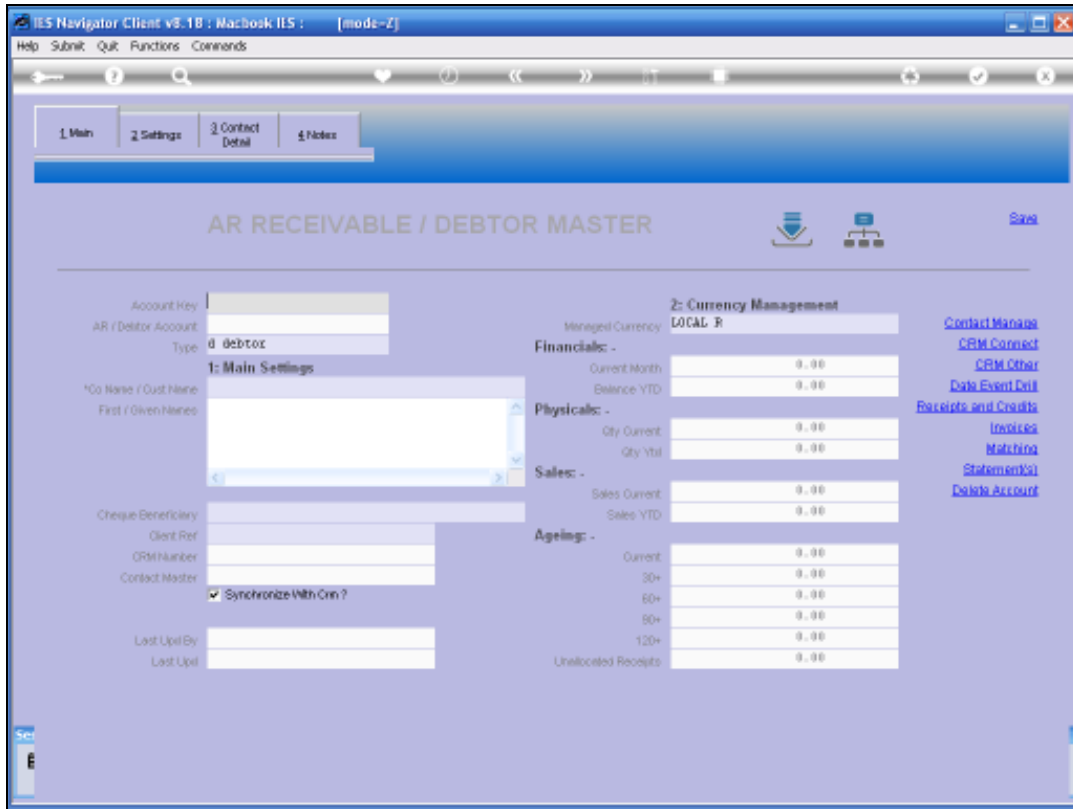 IES Navigator Client v8.18 : Macbook IES : [mode=Z]
Help Submit Quit Functions Commands
1 Main
2 Settings
3 Contact Detail
4 Notes
AR RECEIVABLE / DEBTOR MASTER
Save
Account Key
AR / Debtor Account
Type d debtor
1: Main Settings
*Co Name / Cust Name
First / Given Names
Cheque Beneficiary
Client Ref
CRM Number
Contact Master
Synchronize With Crm ?
Last Upd By
Last Upd
2: Currency Management
Managed Currency LOCAL R
Financials: -
Current Month 0.00
Balance YTD 0.00
Physicals: -
Qty Current 0.00
Qty Ytd 0.00
Sales: -
Sales Current 0.00
Sales YTD 0.00
Ageing: -
Current 0.00
30+ 0.00
60+ 0.00
90+ 0.00
120+ 0.00
Unallocated Receipts 0.00
Contact Manage
CRM Connect
CRM Other
Date Event Drill
Receipts and Credits
Invoices
Matching
Statement(s)
Delete Account